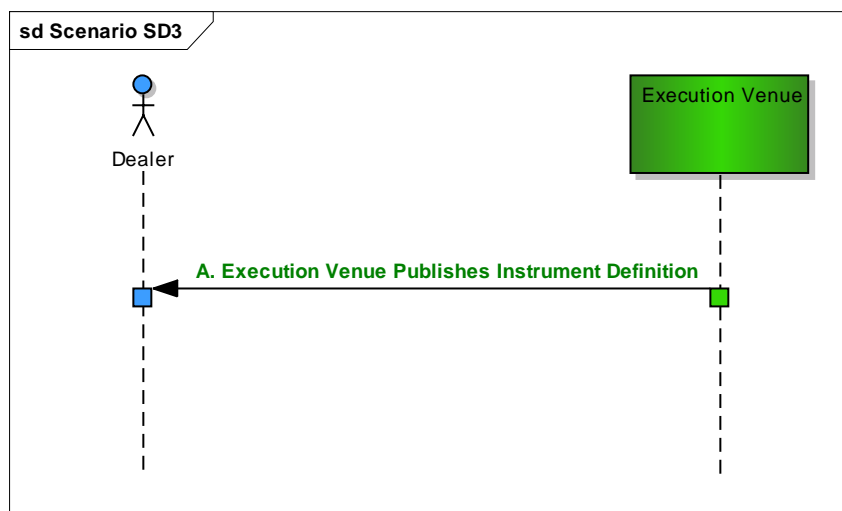 sd Scenario SD3
Execution Venue
Dealer
A. Execution Venue Publishes Instrument Definition